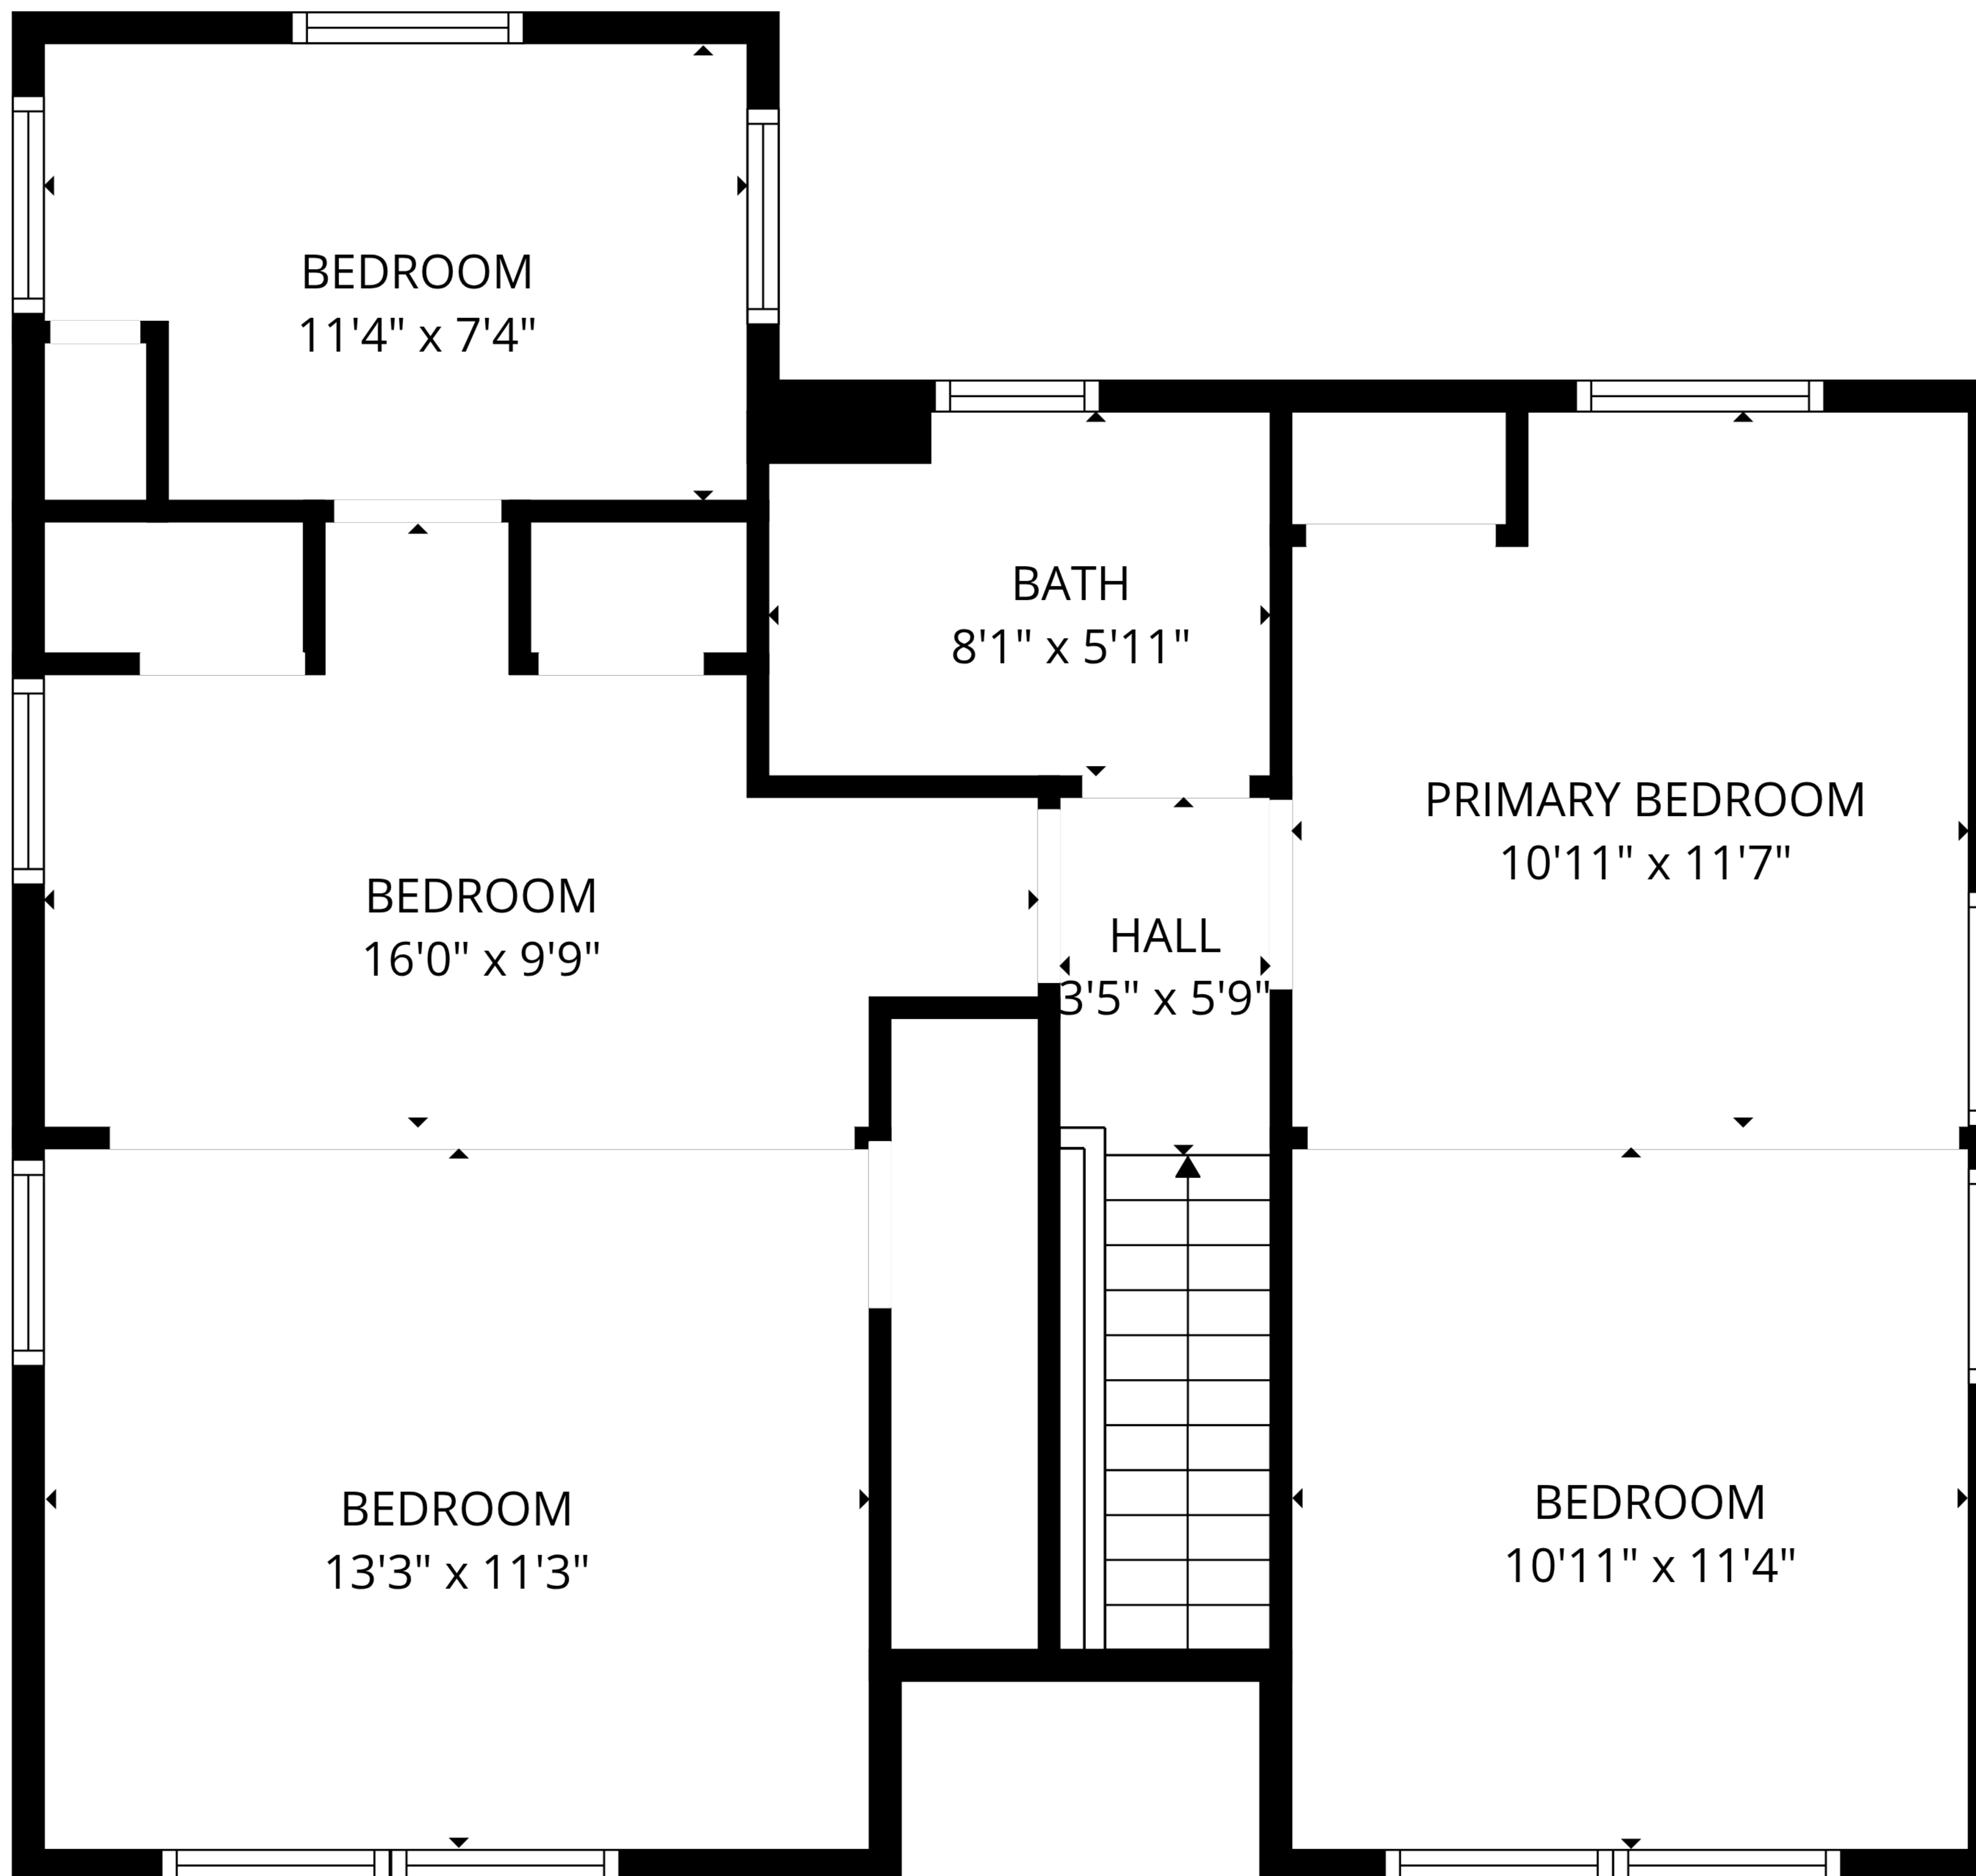 BEDROOM
11'4" x 7'4"
BATH
8'1" x 5'11"
PRIMARY BEDROOM
10'11" x 11'7"
BEDROOM
16'0" x 9'9"
HALL
3'5" x 5'9"
BEDROOM
13'3" x 11'3"
BEDROOM
10'11" x 11'4"